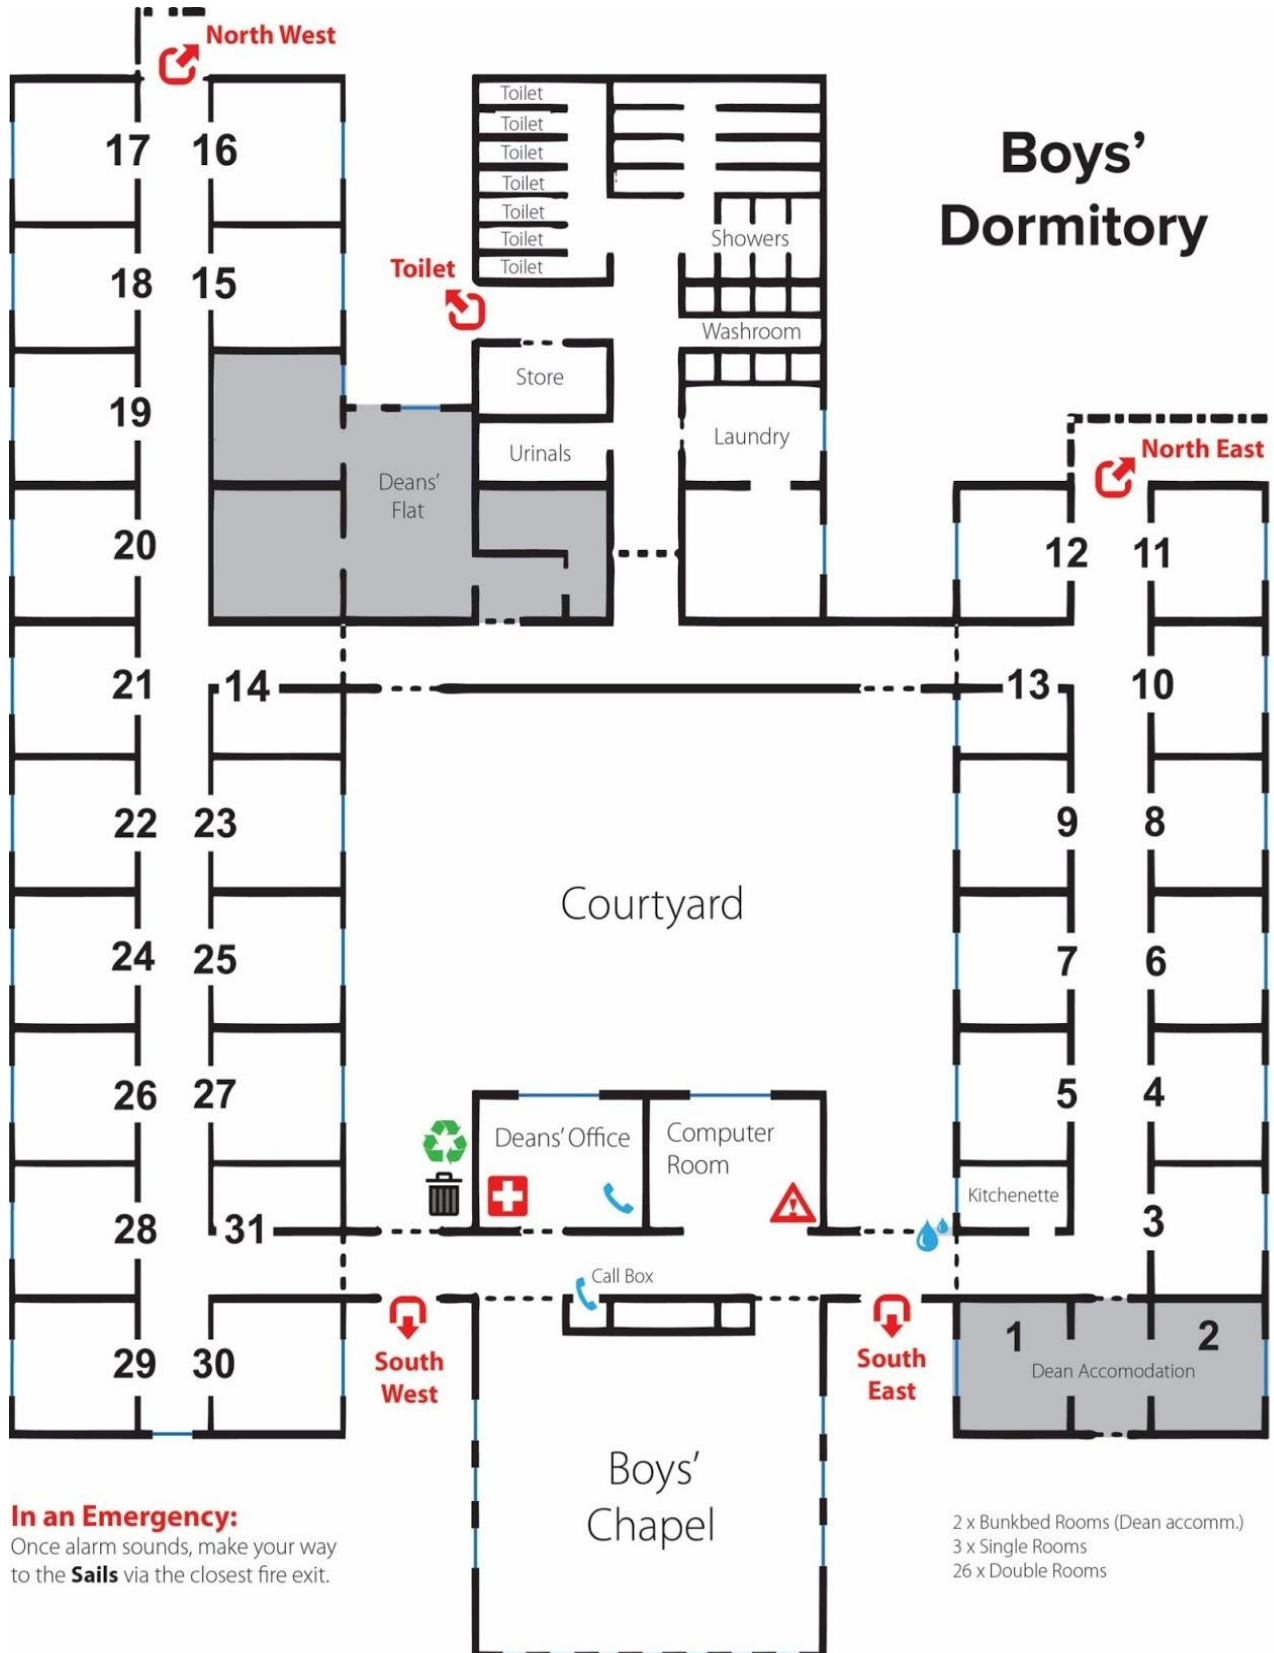 North West
Boys’
Dormitory
17
16
18
15
19
20
Toilet
Toilet
Toilet
Toilet
Toilet
Toilet
Toilet
Showers
Toilet
Washroom
Store
Laundry
Urinals
Deans’
Flat
North East
12
11
21
14
13
10
22
23
9
8
Courtyard
24
25
7
6
26
27
5
4
Deans’ Office
Computer
Room
Kitchenette
28
31
3
Call Box
29
30
South
West
South
East
1
2
Dean Accomodation
Boys’
Chapel
In an Emergency:
Once alarm sounds, make your way
to the Sails via the closest fire exit.
2 x Bunkbed Rooms (Dean accomm.)
3 x Single Rooms
26 x Double Rooms